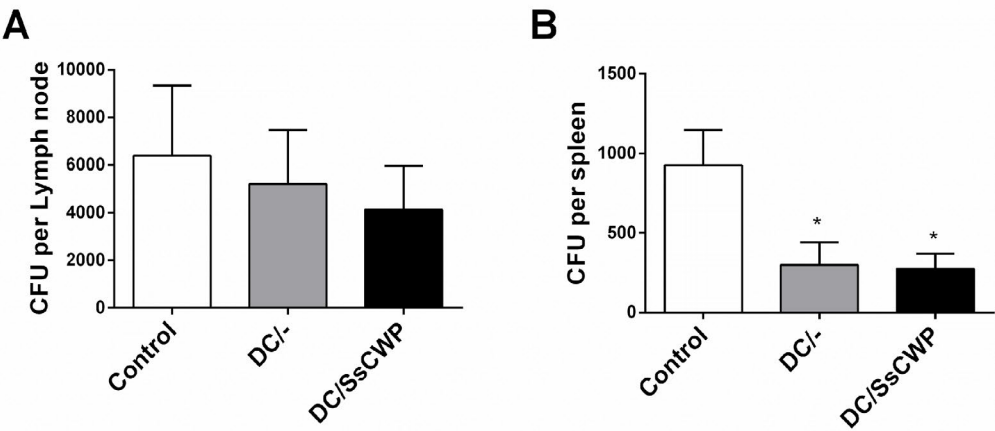 A
CFU per Lymph node
10000
8000
6000
4000
2000
0
Control
DC/-
DC/SsCWP
B
CFU per spleen
1500
1000
500
0
*
*
Control
DC/-
DC/SsCWP